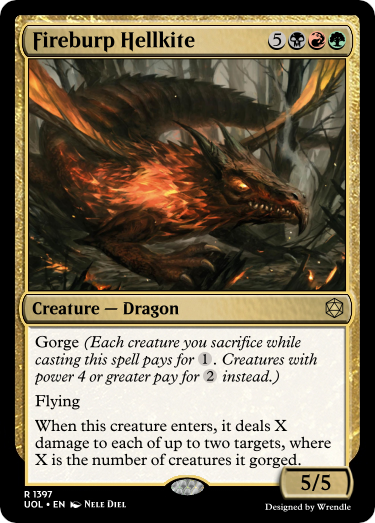 Fireburp Hellkite 5
Creature — Dragon
Gorge (Each creature you sacrifice while
casting this spell pays for 1. Creatures with
power 4 or greater pay for 2 instead.)
Flying
When this creature enters, it deals X
damage to each of up to two targets, where
X is the number of creatures it gorged.
5/5
R 1397
UOL • EN Nele Diel
Designed by Wrendle